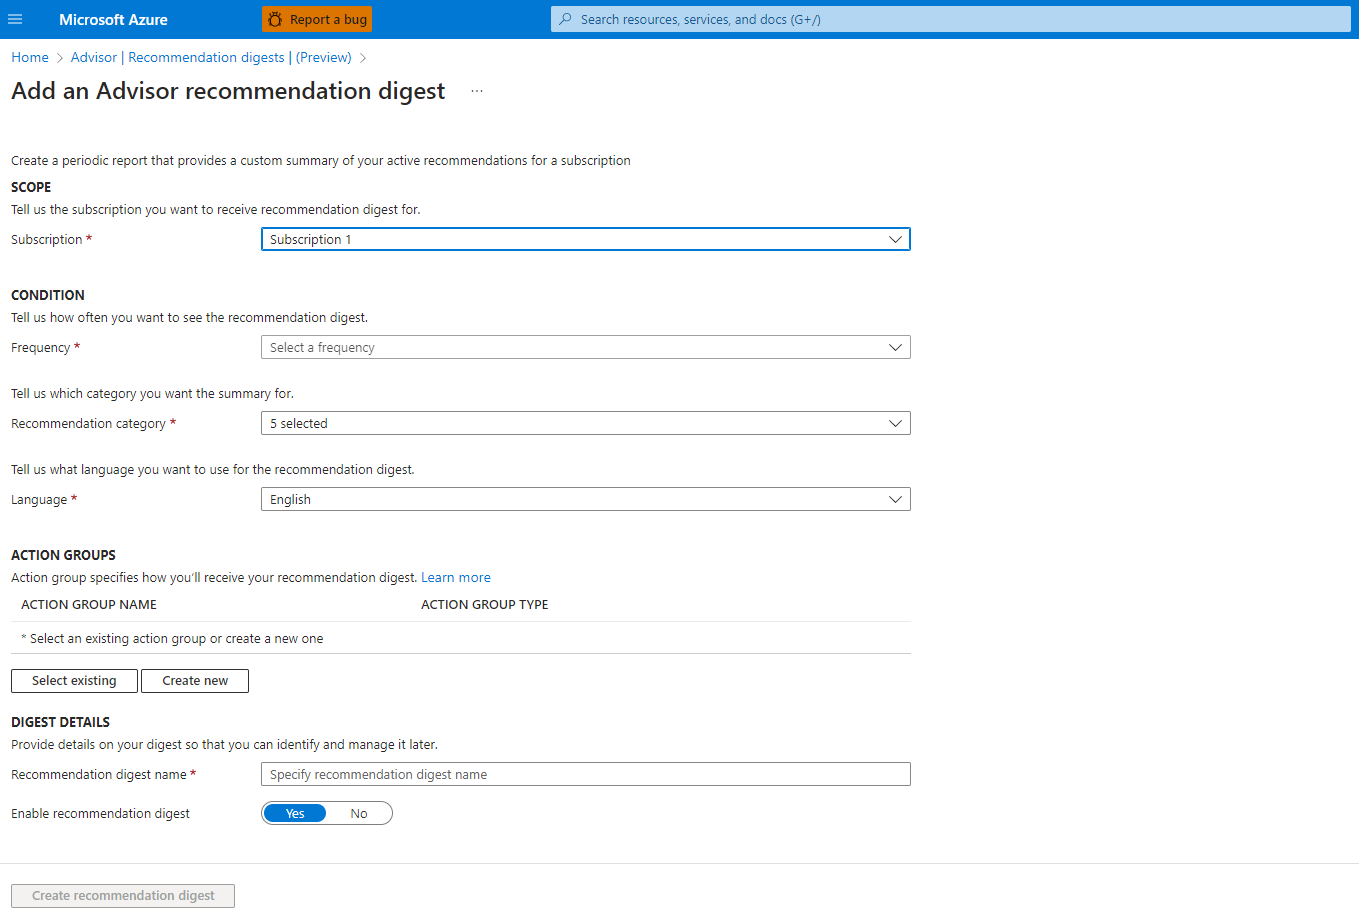 Microsoft Azure
Report a bug
Search resources, services, and docs (G+/)
Home > Advisor | Recommendation digests | (Preview) >
Add an Advisor recommendation digest ...
Create a periodic report that provides a custom summary of your active recommendations for a subscription
SCOPE
Tell us the subscription you want to receive recommendation digest for.
Subscription * Subscription 1
CONDITION
Tell us how often you want to see the recommendation digest.
Frequency * Select a frequency
Tell us which category you want the summary for.
Recommendation category * 5 selected
Tell us what language you want to use for the recommendation digest.
Language * English
ACTION GROUPS
Action group specifies how you'll receive your recommendation digest. Learn more
ACTION GROUP NAME ACTION GROUP TYPE
* Select an existing action group or create a new one
Select existing Create new
DIGEST DETAILS
Provide details on your digest so that you can identify and manage it later.
Recommendation digest name * Specify recommendation digest name
Enable recommendation digest Yes No
Create recommendation digest